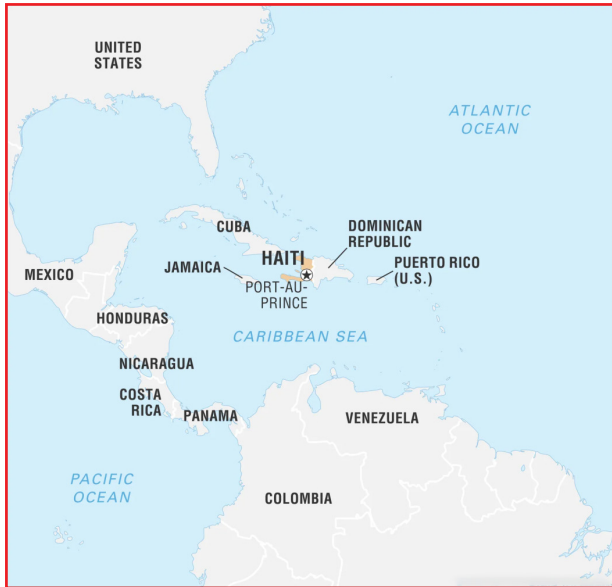 UNITED
STATES
ATLANTIC
OCEAN
CUBA
DOMINICAN
REPUBLIC
HAITI
PUERTO RICO
(U.S.)
JAMAICA
MEXICO
PORT-AU-
PRINCE
HONDURAS
CARIBBEAN SEA
NICARAGUA
COSTA
RICA
PANAMA
VENEZUELA
PACIFIC
OCEAN
COLOMBIA